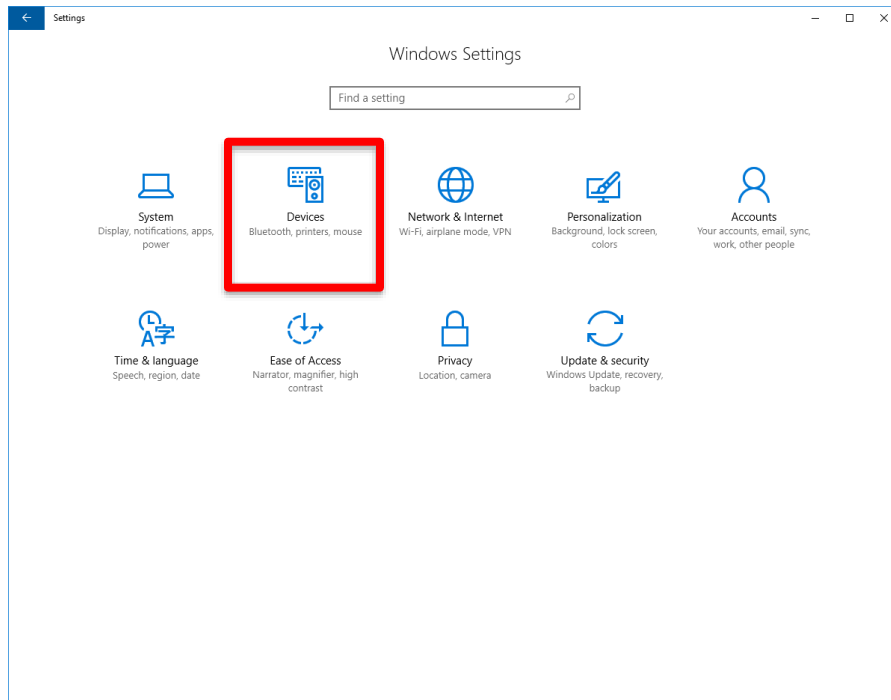 Settings
Windows Settings
Find a setting
System
Display, notifications, apps,
power
Devices
Bluetooth, printers, mouse
Network & Internet
Wi-Fi, airplane mode, VPN
Personalization
Background, lock screen,
colors
Accounts
Your accounts, email, sync,
work, other people
A字
Time & language
Speech, region, date
Ease of Access
Narrator, magnifier, high
contrast
Privacy
Location, camera
Update & security
Windows Update, recovery,
backup